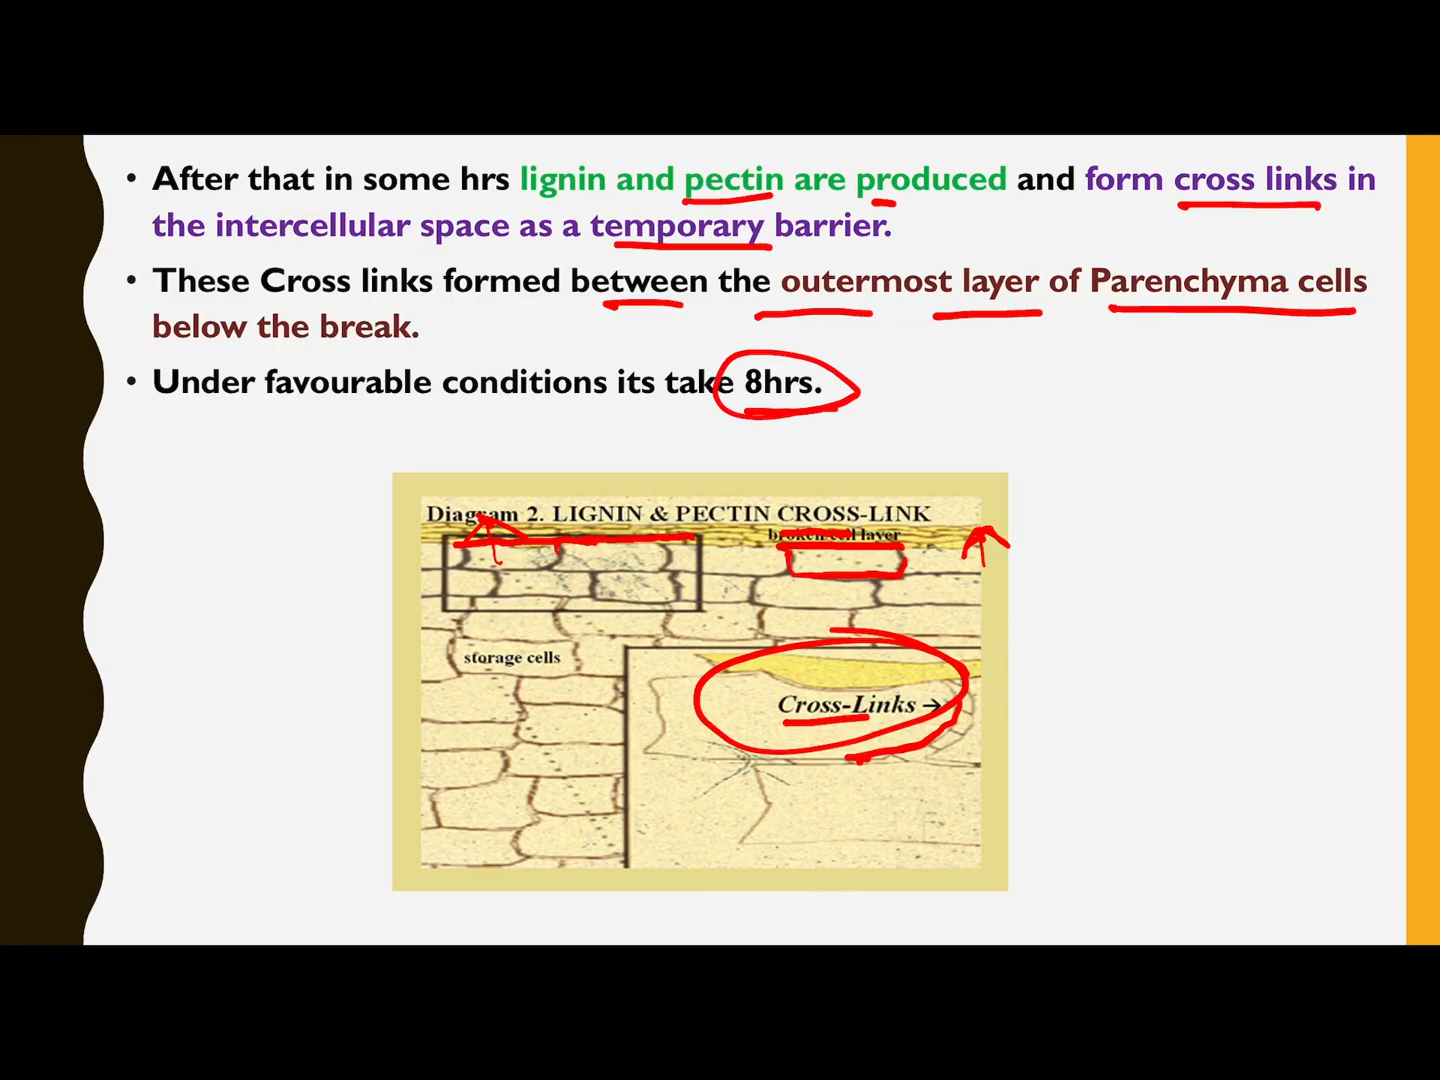 • After that in some hrs lignin and pectin are produced and form cross links in
the intercellular space as a temporary barrier.
• These Cross links formed between the outermost layer of Parenchyma cells
below the break.
• Under favourable conditions its take 8hrs.
Diagram 2. LIGNIN & PECTIN CROSS-LINK
broken cell layer
storage cells
Cross-Links →